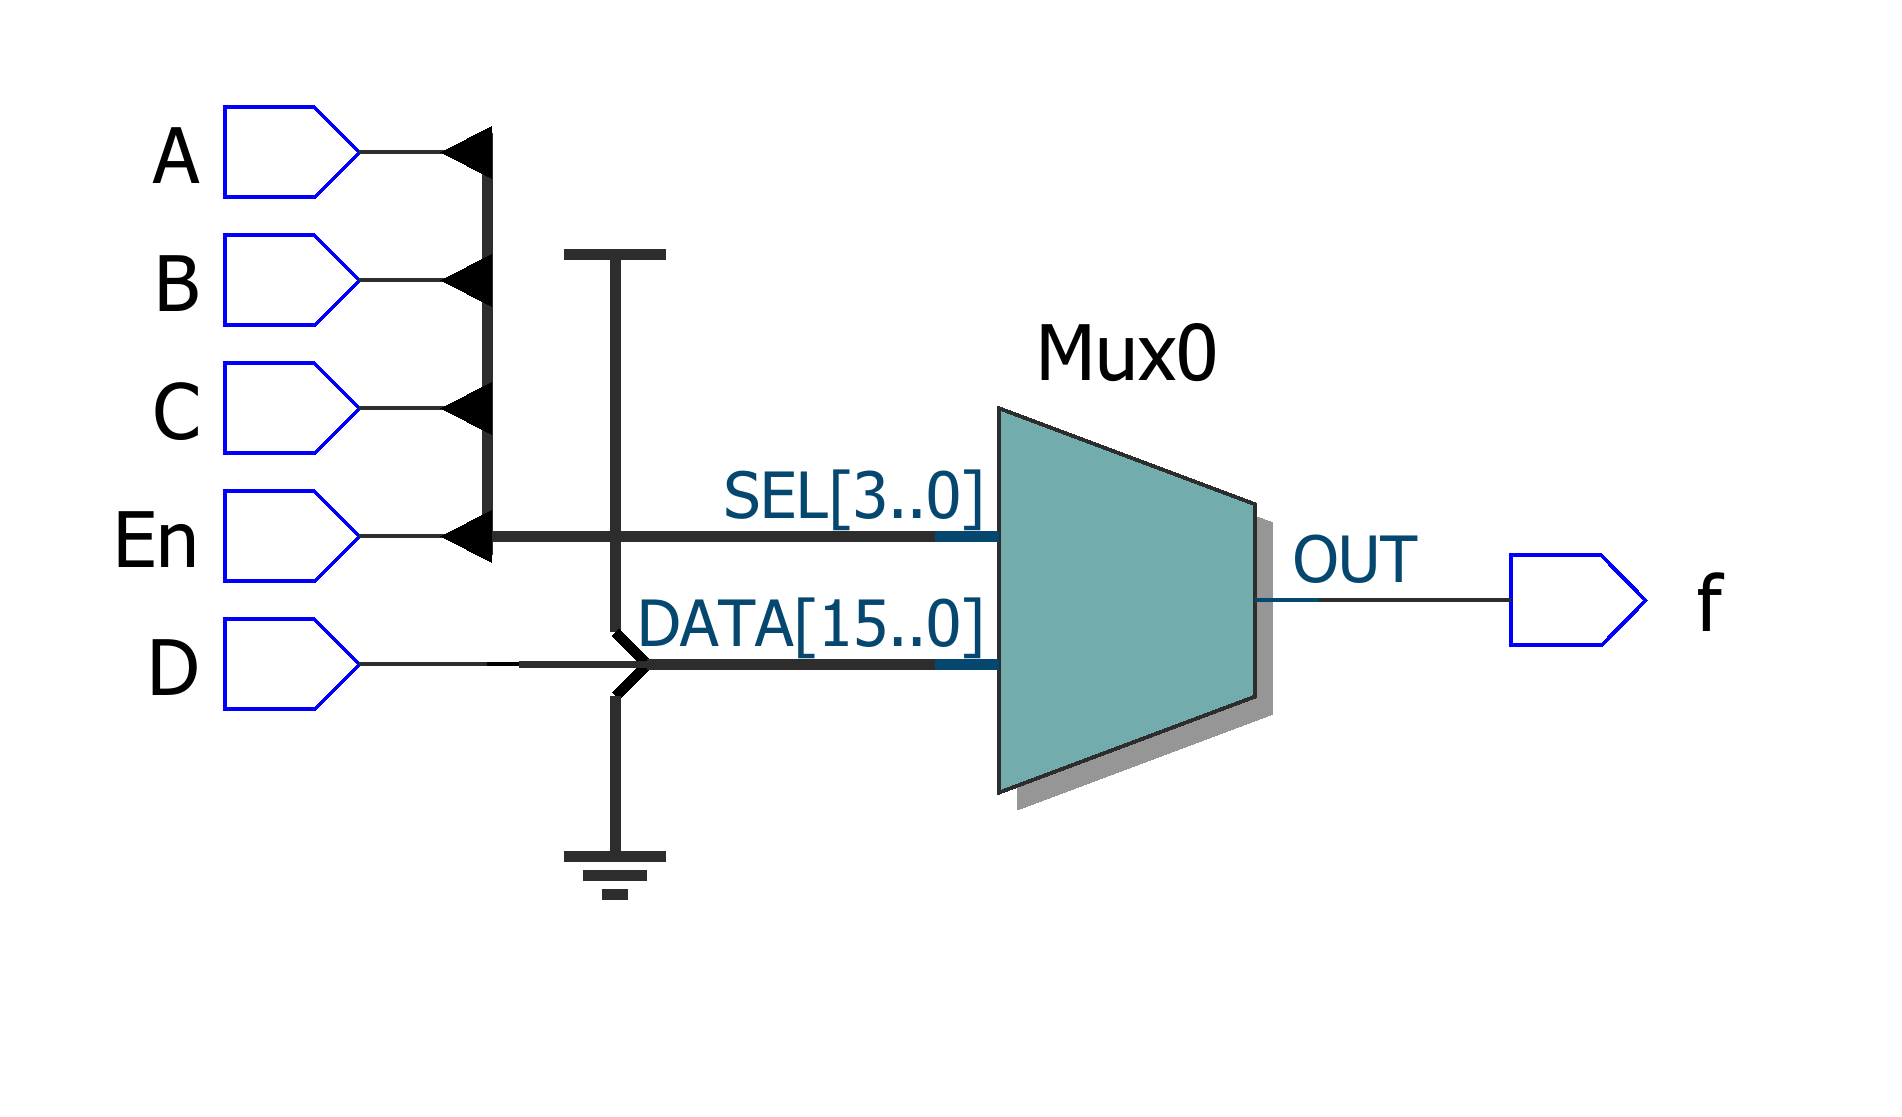 A
B
C
En
D
Mux0
SEL[3..0]
DATA[15..0]
OUT
f